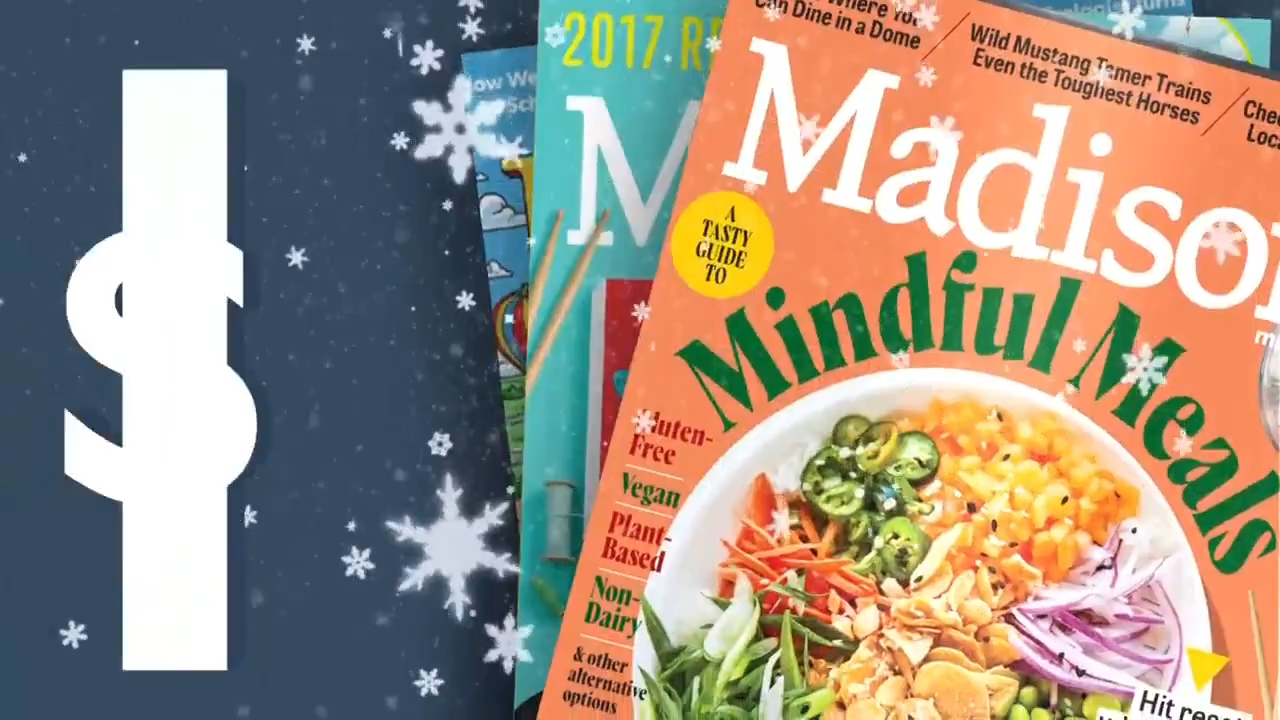 $
2017
M
Can Dine in a Dome
Wild Mustang Tamer Trains
Even the Toughest Horses
Madison
A
TASTY
GUIDE
TO
Mindful Meals
Gluten-
Free
Vegan
Plant-
Based
Non-
Dairy
& other
alternative
options
Hit